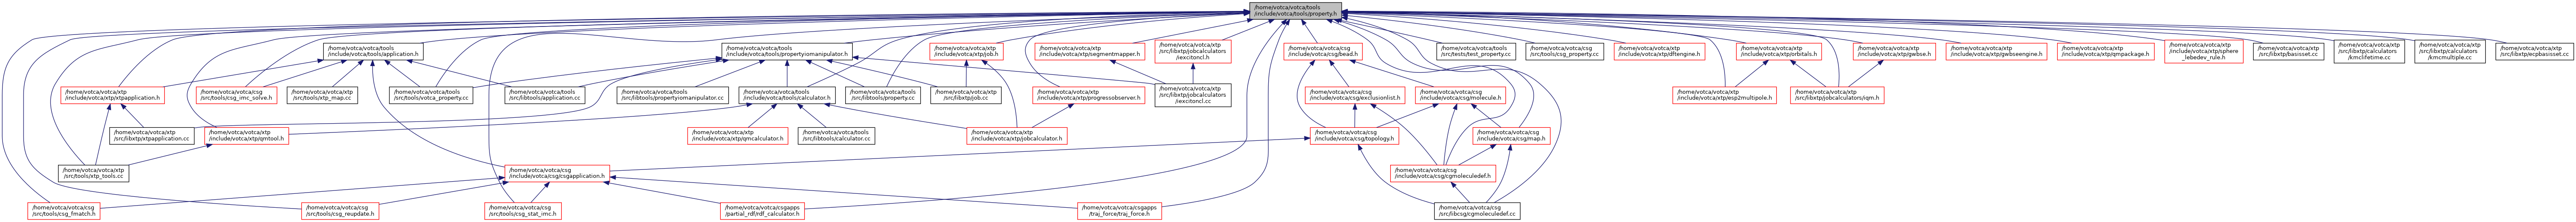 /home/votca/votca/tools
/include/votca/tools/property.h
/home/votca/votca/tools
/include/votca/tools/application.h
/home/votca/votca/tools
/include/votca/tools/propertyiomanipulator.h
/home/votca/votca/xtp
/include/votca/xtp/job.h
/home/votca/votca/xtp
/include/votca/xtp/segmentmapper.h
/home/votca/votca/xtp
/src/libxtp/jobcalculators
/iexcitoncl.h
/home/votca/votca/csg
/include/votca/csg/bead.h
/home/votca/votca/tools
/src/tests/test_property.cc
/home/votca/votca/csg
/src/tools/csg_property.cc
/home/votca/votca/xtp
/include/votca/xtp/dftengine.h
/home/votca/votca/xtp
/include/votca/xtp/orbitals.h
/home/votca/votca/xtp
/include/votca/xtp/gwbse.h
/home/votca/votca/xtp
/include/votca/xtp/gwbseengine.h
/home/votca/votca/xtp
/include/votca/xtp/qmpackage.h
/home/votca/votca/xtp
/include/votca/xtp/sphere
_lebedev_rule.h
/home/votca/votca/xtp
/src/libxtp/basisset.cc
/home/votca/votca/xtp
/src/libxtp/calculators
/kmclifetime.cc
/home/votca/votca/xtp
/src/libxtp/calculators
/kmcmultiple.cc
/home/votca/votca/xtp
/src/libxtp/ecpbasisset.cc
/home/votca/votca/xtp
/include/votca/xtp/xtpapplication.h
/home/votca/votca/csg
/src/tools/csg_imc_solve.h
/home/votca/votca/xtp
/src/tools/xtp_map.cc
/home/votca/votca/tools
/src/tools/votca_property.cc
/home/votca/votca/tools
/src/libtools/application.cc
/home/votca/votca/tools
/src/libtools/propertyiomanipulator.cc
/home/votca/votca/tools
/include/votca/tools/calculator.h
/home/votca/votca/tools
/src/libtools/property.cc
/home/votca/votca/xtp
/src/libxtp/job.cc
/home/votca/votca/xtp
/include/votca/xtp/progressobserver.h
/home/votca/votca/xtp
/src/libxtp/jobcalculators
/iexcitoncl.cc
/home/votca/votca/csg
/include/votca/csg/exclusionlist.h
/home/votca/votca/csg
/include/votca/csg/molecule.h
/home/votca/votca/xtp
/include/votca/xtp/esp2multipole.h
/home/votca/votca/xtp
/src/libxtp/jobcalculators/iqm.h
/home/votca/votca/xtp
/src/libxtp/xtpapplication.cc
/home/votca/votca/xtp
/include/votca/xtp/qmtool.h
/home/votca/votca/xtp
/include/votca/xtp/qmcalculator.h
/home/votca/votca/tools
/src/libtools/calculator.cc
/home/votca/votca/xtp
/include/votca/xtp/jobcalculator.h
/home/votca/votca/csg
/include/votca/csg/topology.h
/home/votca/votca/csg
/include/votca/csg/map.h
/home/votca/votca/xtp
/src/tools/xtp_tools.cc
/home/votca/votca/csg
/include/votca/csg/csgapplication.h
/home/votca/votca/csg
/include/votca/csg/cgmoleculedef.h
/home/votca/votca/csg
/src/tools/csg_fmatch.h
/home/votca/votca/csg
/src/tools/csg_reupdate.h
/home/votca/votca/csg
/src/tools/csg_stat_imc.h
/home/votca/votca/csgapps
/partial_rdf/rdf_calculator.h
/home/votca/votca/csgapps
/traj_force/traj_force.h
/home/votca/votca/csg
/src/libcsg/cgmoleculedef.cc